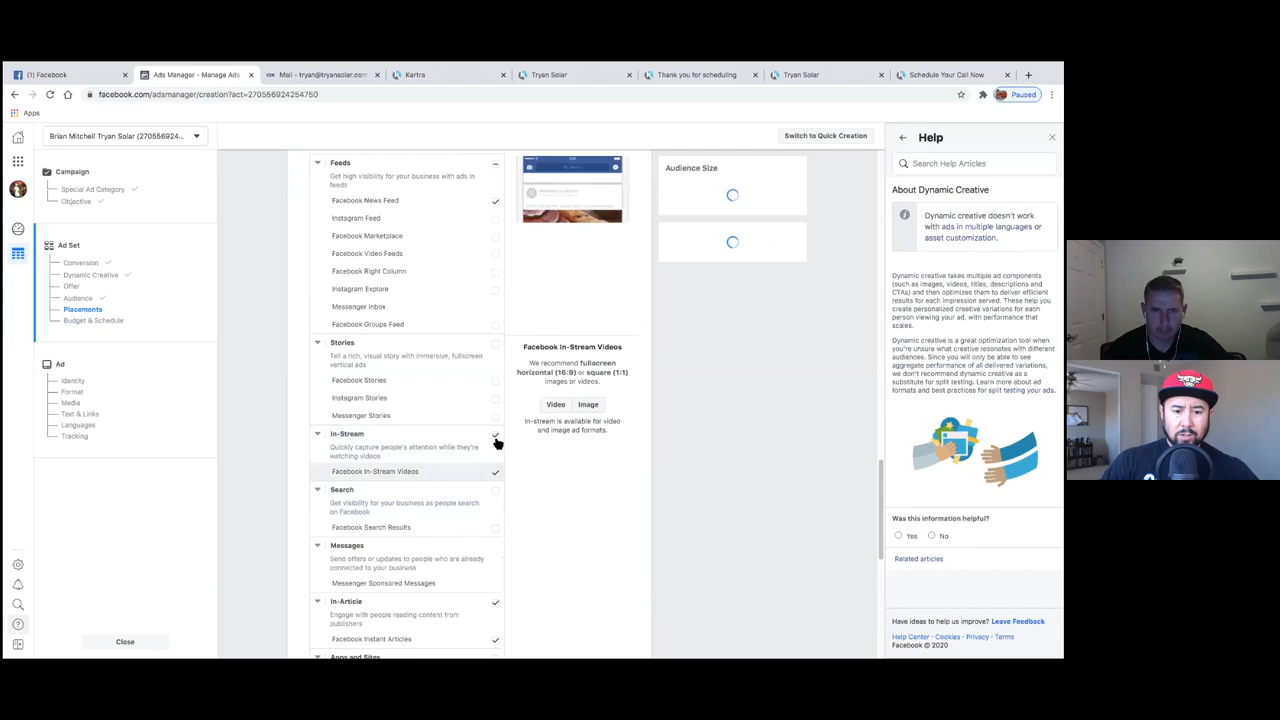 (1) Facebook
Ads Manager - Manage Ads
Mail - tryan@tryansolar.com
Kartra
Tryan Solar
Thank you for scheduling
Tryan Solar
Schedule Your Call Now
facebook.com/adsmanager/creation?act=270556924254750
Paused
Apps
Brian Mitchell Tryan Solar (270556924...
Switch to Quick Creation
Campaign
Special Ad Category
Objective
Ad Set
Conversion
Dynamic Creative
Offer
Audience
Placements
Budget & Schedule
Ad
Identity
Format
Media
Text & Links
Languages
Tracking
Close
Feeds
Get high visibility for your business with ads in
feeds
Facebook News Feed
Instagram Feed
Facebook Marketplace
Facebook Video Feeds
Facebook Right Column
Instagram Explore
Messenger Inbox
Facebook Groups Feed
Stories
Tell a rich, visual story with immersive, fullscreen
vertical ads
Facebook Stories
Instagram Stories
Messenger Stories
In-Stream
Quickly capture people's attention while they're
watching videos
Facebook In-Stream Videos
Search
Get visibility for your business as people search
on Facebook
Facebook Search Results
Messages
Send offers or updates to people who are already
connected to your business
Messenger Sponsored Messages
In-Article
Engage with people reading content from
publishers
Facebook Instant Articles
Apps and Sites
Facebook In-Stream Videos
We recommend fullscreen
horizontal (16:9) or square (1:1)
images or videos.
Video Image
In-stream is available for video
and image ad formats.
Audience Size
Help
Search Help Articles
About Dynamic Creative
Dynamic creative doesn't work
with ads in multiple languages or
asset customization.
Dynamic creative takes multiple ad components
(such as images, videos, titles, descriptions and
CTAs) and then optimizes them to deliver efficient
results for each impression served. These help you
create personalized creative variations for each
person viewing your ad, with performance that
scales.
Dynamic creative is a great optimization tool when
you're unsure what creative resonates with different
audiences. Since you will only be able to see
aggregate performance of all delivered variations,
we don't recommend dynamic creative as a
substitute for split testing. Learn more about ad
formats and best practices for split testing your ads.
Was this information helpful?
Yes No
Related articles
Have ideas to help us improve? Leave Feedback
Help Center · Cookies · Privacy · Terms
Facebook © 2020